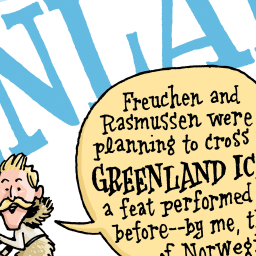 NLA
Freuchen and
Rasmussen were
planning to cross
GREENLAND IC
a feat performed
before--by me, t
of Norweg